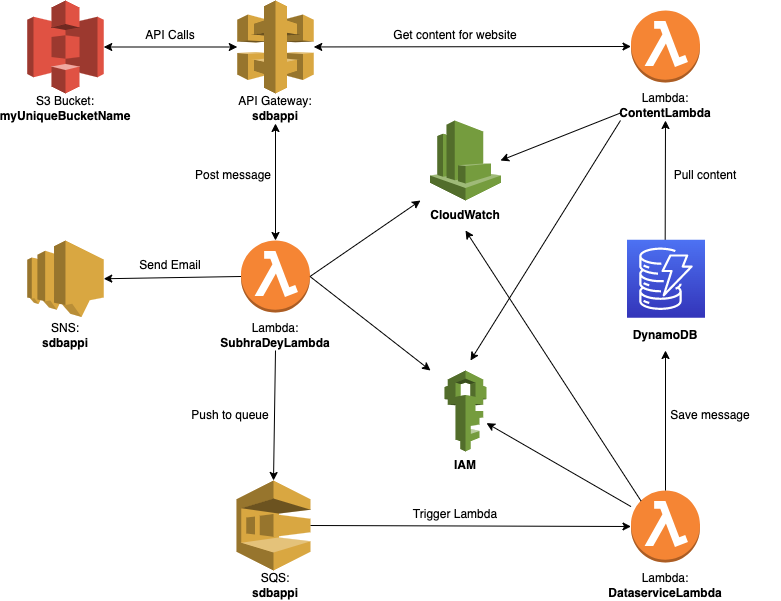 API Calls
Get content for website
S3 Bucket:
myUniqueBucketName
API Gateway:
sdbappi
Lambda:
ContentLambda
Post message
Pull content
CloudWatch
Send Email
SNS:
sdbappi
Lambda:
SubhraDeyLambda
DynamoDB
Push to queue
Save message
IAM
Trigger Lambda
SQS:
sdbappi
Lambda:
DataserviceLambda